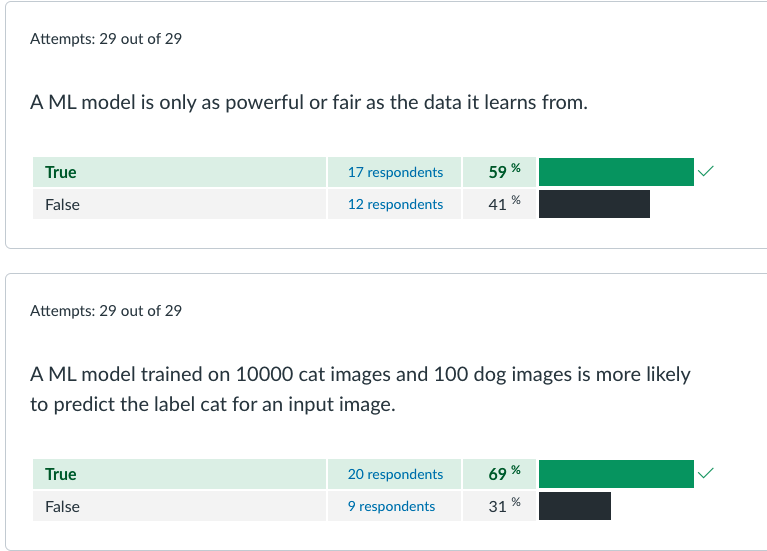 Attempts: 29 out of 29
A ML model is only as powerful or fair as the data it learns from.
True 17 respondents 59 %
False 12 respondents 41 %
Attempts: 29 out of 29
A ML model trained on 10000 cat images and 100 dog images is more likely
to predict the label cat for an input image.
True 20 respondents 69 %
False 9 respondents 31 %